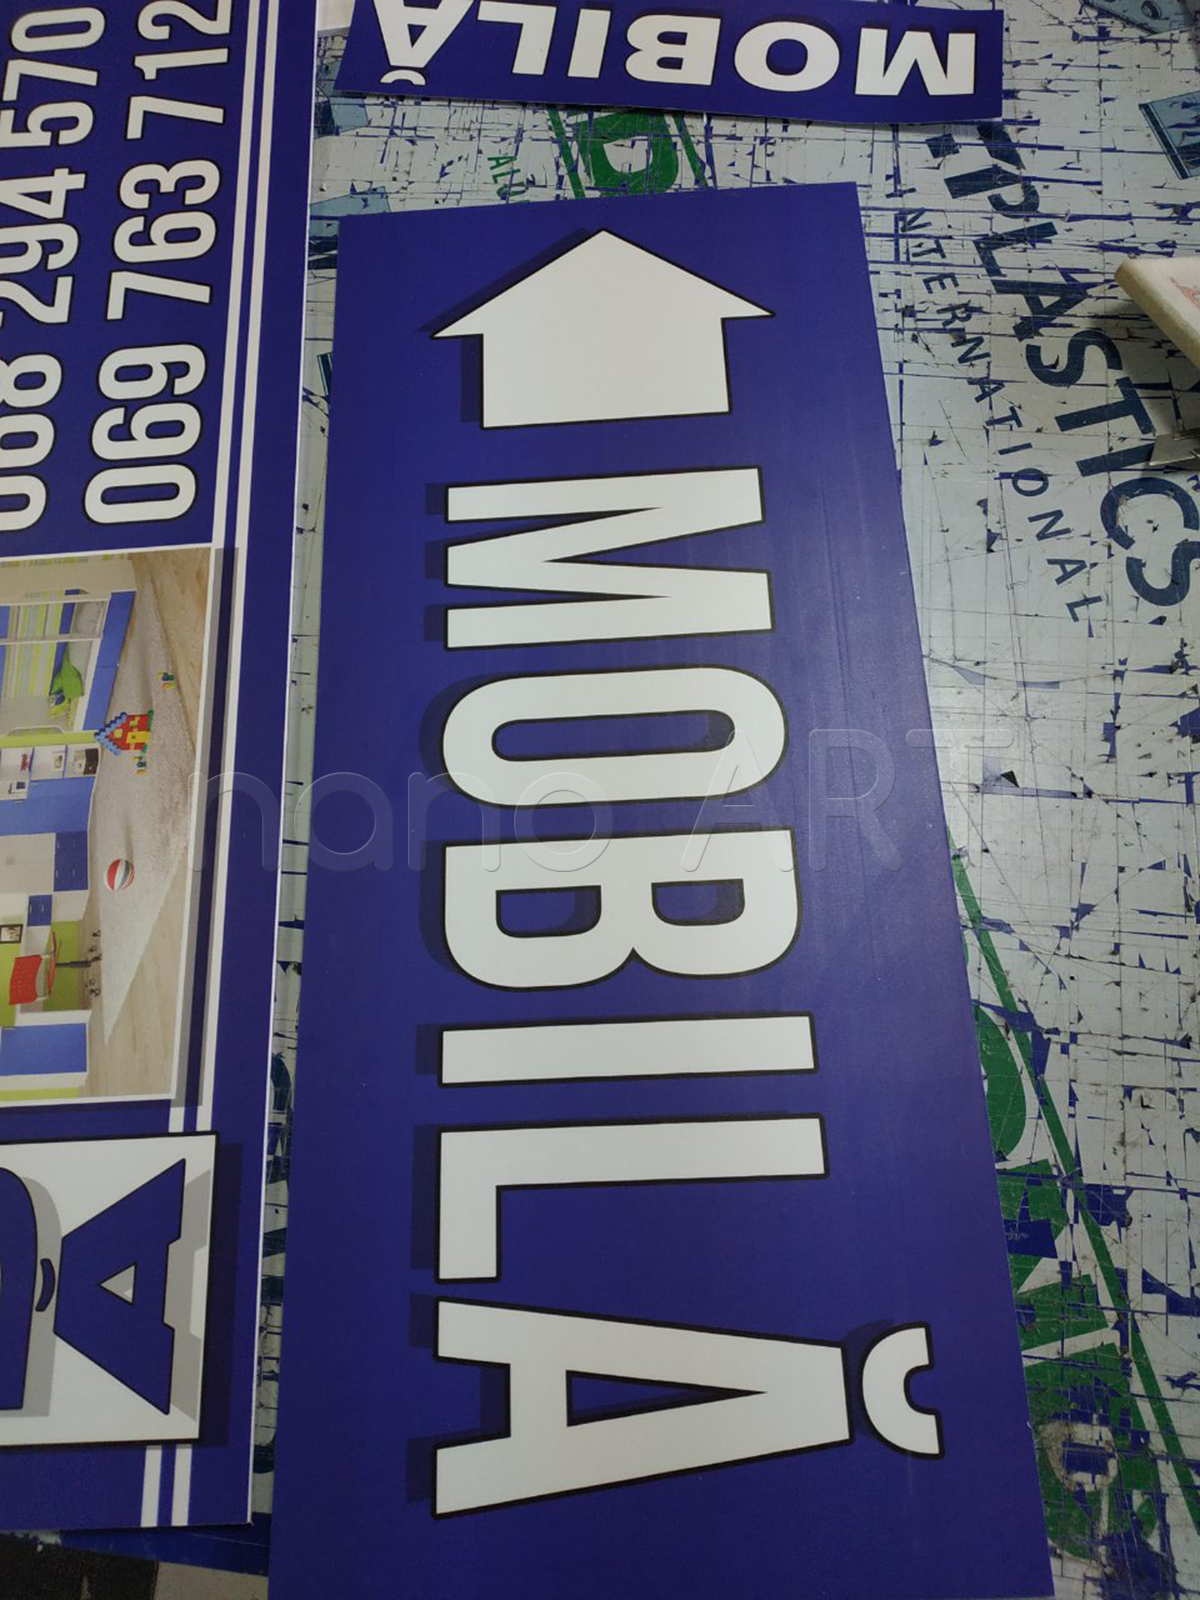 MOBILĂ
068 294 570
069 763 712
MOBILĂ
nano ART
PLASTICS
INTERNATIONAL